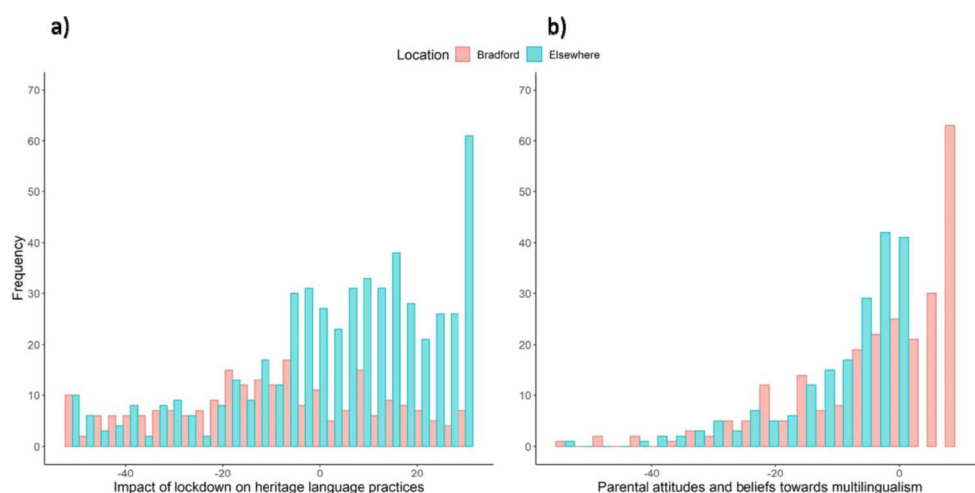 a)
b)
Location Bradford Elsewhere
70
60
50
40
30
20
10
0
Frequency
-40 -20 0 20
Impact of lockdown on heritage language practices
70
60
50
40
30
20
10
0
-40 -20 0
Parental attitudes and beliefs towards multilingualism